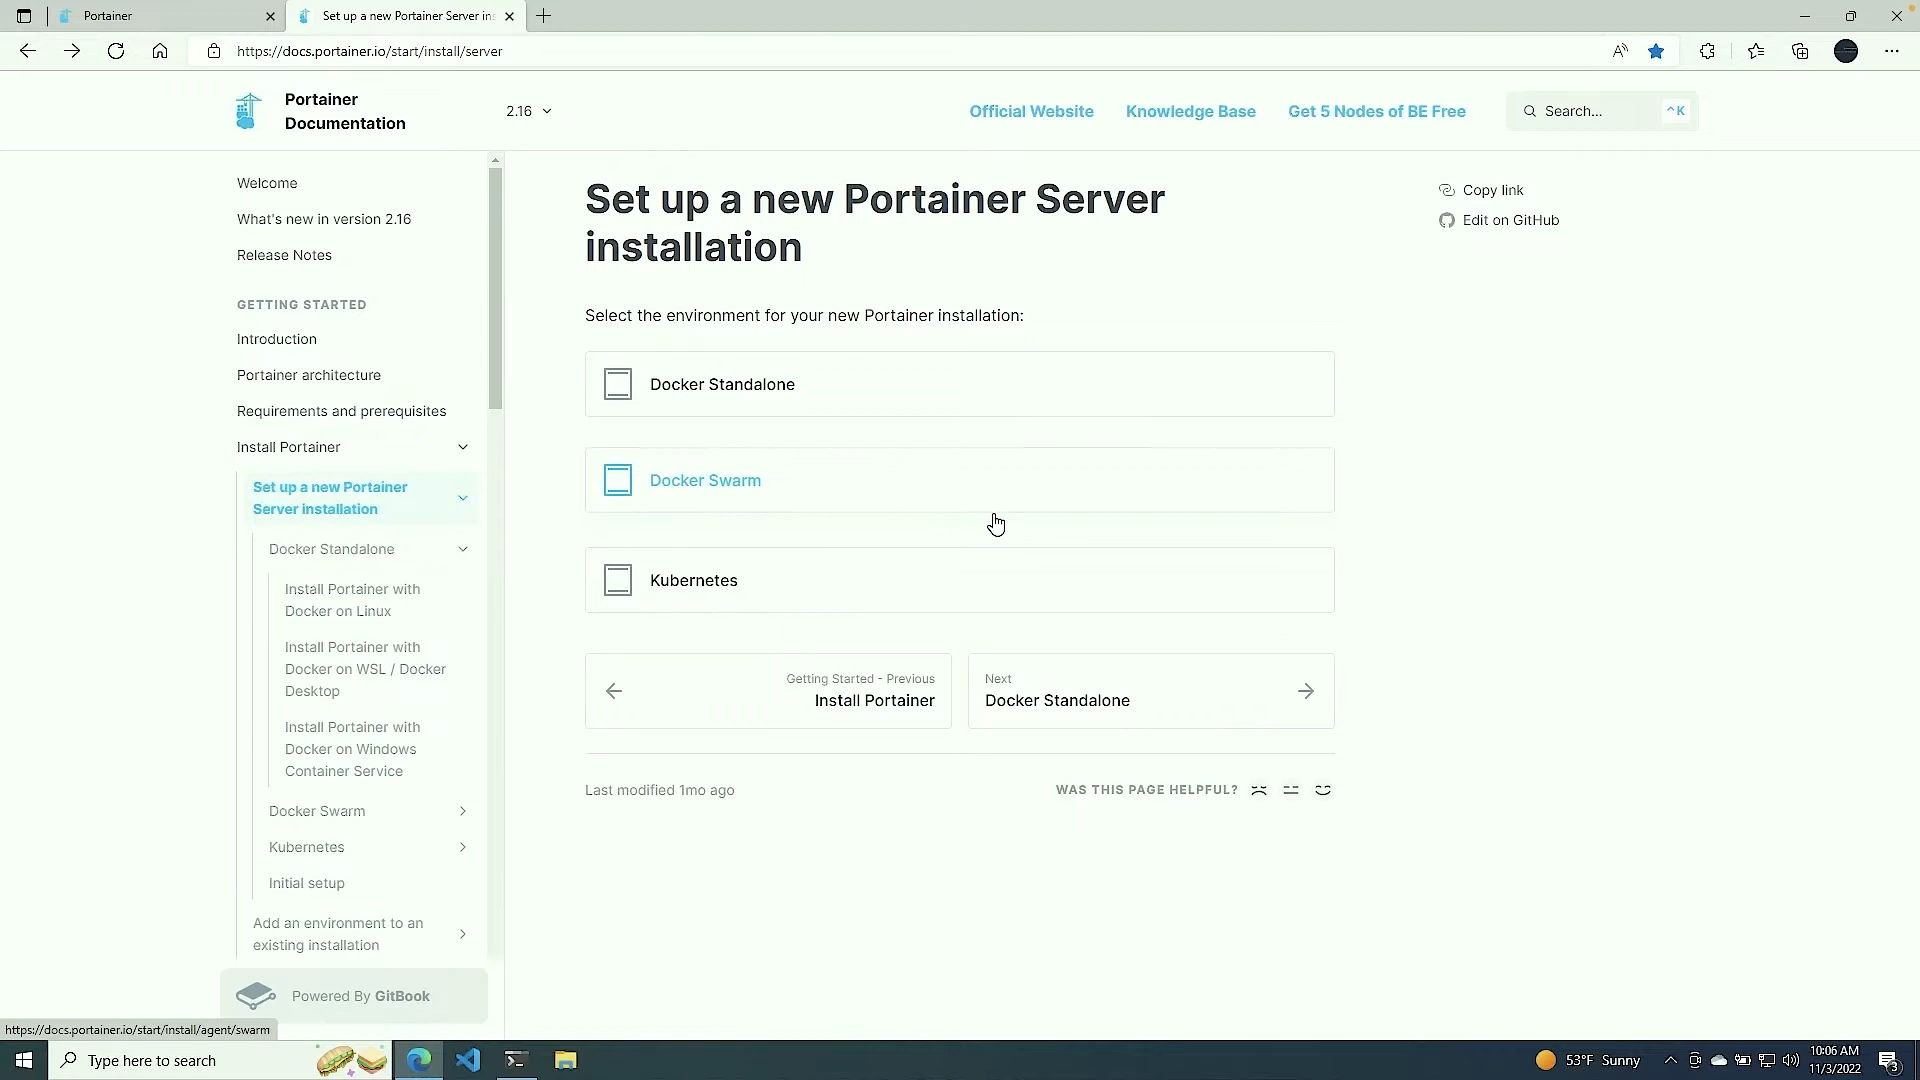 Portainer
Set up a new Portainer Server in
https://docs.portainer.io/start/install/server
Portainer
Documentation
2.16
Official Website
Knowledge Base
Get 5 Nodes of BE Free
Search...
^K
Welcome
What's new in version 2.16
Release Notes
GETTING STARTED
Introduction
Portainer architecture
Requirements and prerequisites
Install Portainer
Set up a new Portainer
Server installation
Docker Standalone
Install Portainer with
Docker on Linux
Install Portainer with
Docker on WSL / Docker
Desktop
Install Portainer with
Docker on Windows
Container Service
Docker Swarm
Kubernetes
Initial setup
Add an environment to an
existing installation
Powered By GitBook
Set up a new Portainer Server
installation
Select the environment for your new Portainer installation:
Docker Standalone
Docker Swarm
Kubernetes
Getting Started - Previous
Install Portainer
Next
Docker Standalone
Last modified 1mo ago
WAS THIS PAGE HELPFUL?
Copy link
Edit on GitHub
https://docs.portainer.io/start/install/agent/swarm
Type here to search
53°F Sunny
10:06 AM
11/3/2022
3